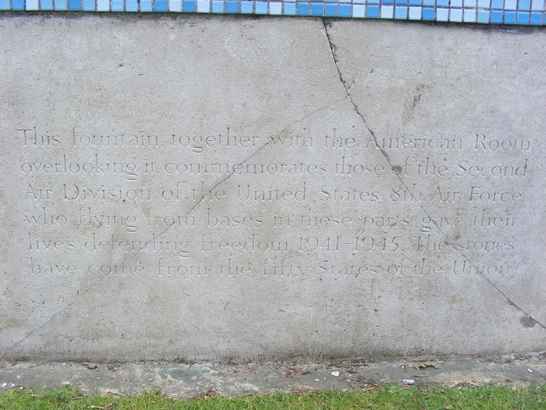 This fountain, together with the American Room
overlooking it, commemorates those of the Second
Air Division of the United States 8th Air Force
who flying from bases in these parts gave their
lives defending freedom 1941-1945. The stones
have come from the fifty States of the Union.